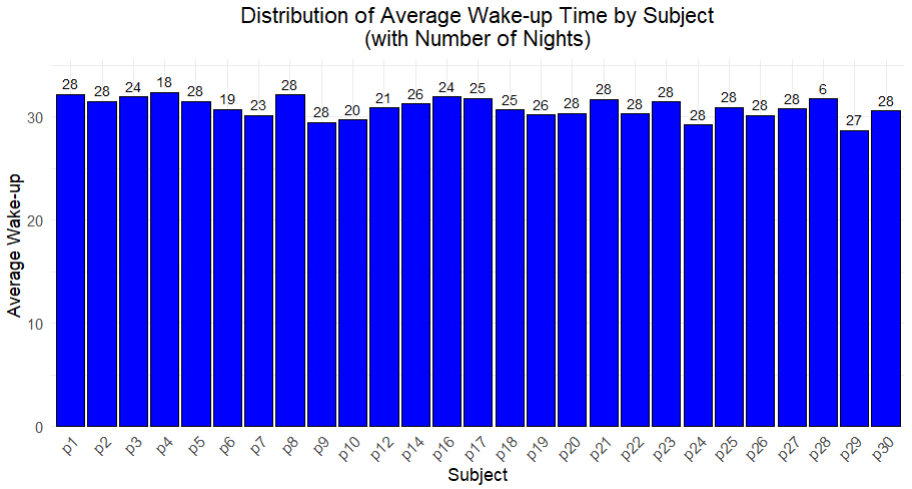 Distribution of Average Wake-up Time by Subject
(with Number of Nights)
28 28 24 18 28 19 23 28 28 20 21 26 24 25 25 26 28 28 28 28 28 28 28 28 6 27 28
30
20
10
0
Average Wake-up
p1 p2 p3 p4 p5 p6 p7 p8 p9 p10 p12 p14 p16 p17 p18 p19 p20 p21 p22 p23 p24 p25 p26 p27 p28 p29 p30
Subject